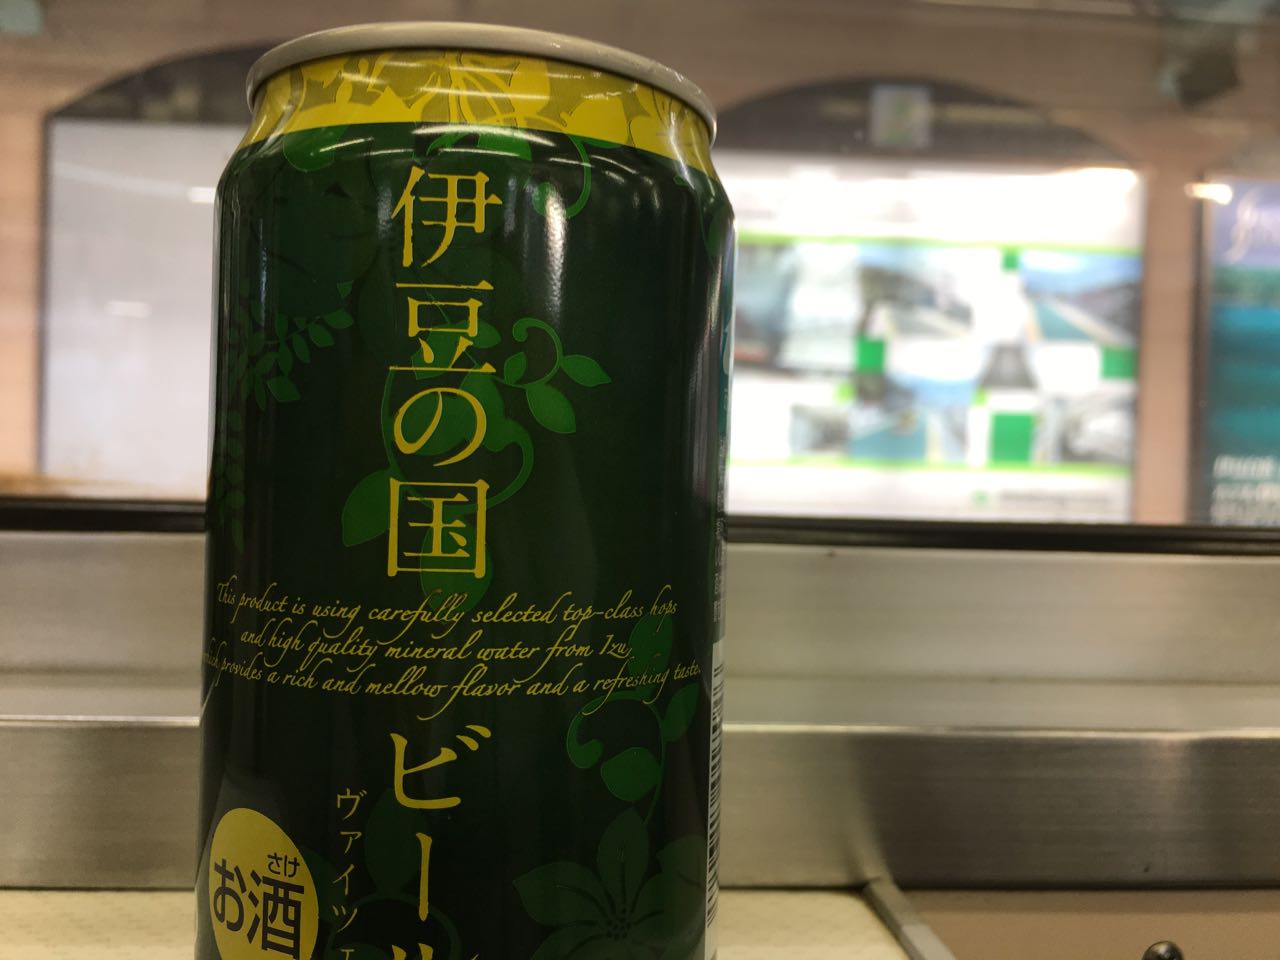 伊豆の国
This product is using carefully selected top-class hops
and high quality mineral water from Izu,
which provides a rich and mellow flavor and a refreshing taste.
ビー
ヴァイツェ
さけ
お酒